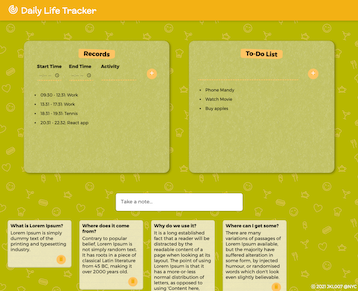 Daily Life Tracker
Records
Start Time End Time Activity
09:30 - 12:31: Work
13:31 - 17:31: Work
18:31 - 19:31: Tennis
20:31 - 23:32: React app
To-Do List
Phone Mandy
Watch Movie
Buy apples
Take a note...
What is Lorem Ipsum?
Lorem Ipsum is simply
dummy text of the
printing and typesetting
industry.
Where does it come
from?
Contrary to popular
belief, Lorem Ipsum is
not simply random text.
It has roots in a piece of
classical Latin literature
from 45 BC, making it
over 2000 years old.
Why do we use it?
It is a long established
fact that a reader will be
distracted by the
readable content of a
page when looking at its
layout. The point of using
Lorem Ipsum is that it
has a more-or-less
normal distribution of
letters, as opposed to
using 'Content here,
Where can I get some?
There are many
variations of passages of
Lorem Ipsum available,
but the majority have
suffered alteration in
some form, by injected
humour, or randomised
words which don't look
even slightly believable.